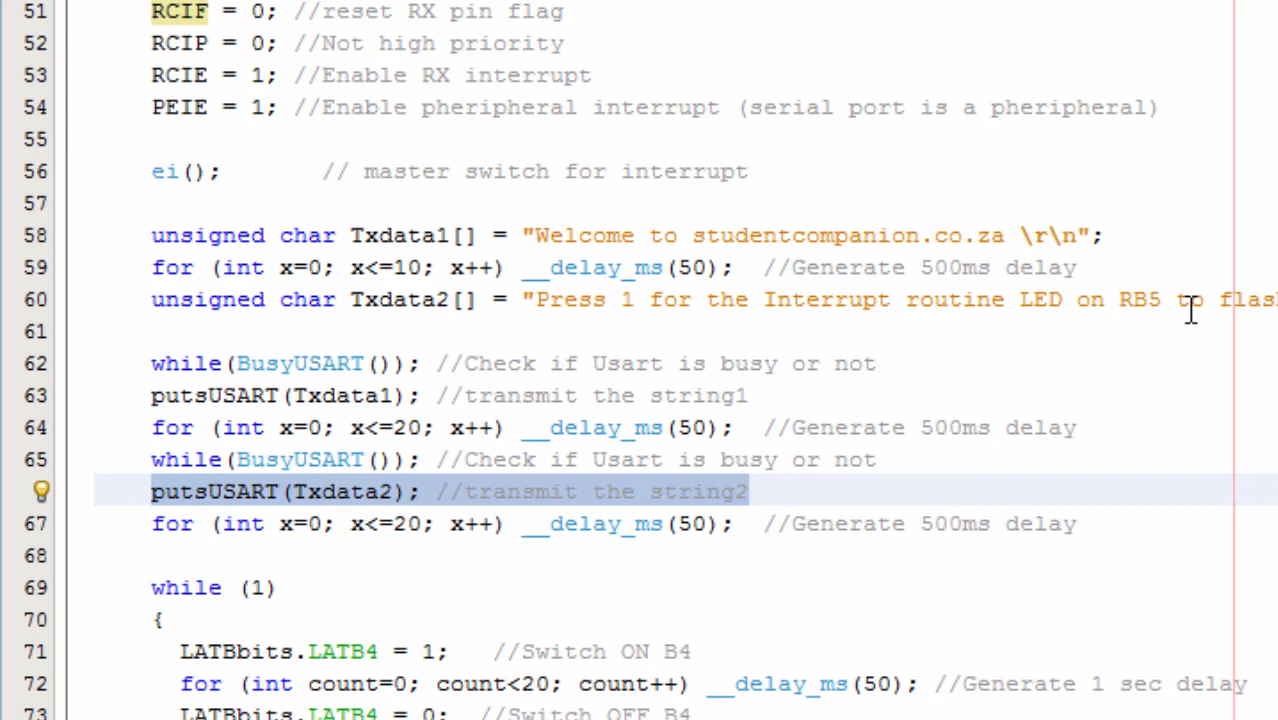 51 RCIF = 0; //reset RX pin flag
52 RCIP = 0; //Not high priority
53 RCIE = 1; //Enable RX interrupt
54 PEIE = 1; //Enable pheripheral interrupt (serial port is a pheripheral)
55
56 ei(); // master switch for interrupt
57
58 unsigned char Txdata1[] = "Welcome to studentcompanion.co.za \r\n";
59 for (int x=0; x<=10; x++) __delay_ms(50); //Generate 500ms delay
60 unsigned char Txdata2[] = "Press 1 for the Interrupt routine LED on RB5 to
61
62 while(BusyUSART()); //Check if Usart is busy or not
63 putsUSART(Txdata1); //transmit the string1
64 for (int x=0; x<=20; x++) __delay_ms(50); //Generate 500ms delay
65 while(BusyUSART()); //Check if Usart is busy or not
putsUSART(Txdata2); //transmit the string2
67 for (int x=0; x<=20; x++) __delay_ms(50); //Generate 500ms delay
68
69 while (1)
70 {
71 LATBbits.LATB4 = 1; //Switch ON B4
72 for (int count=0; count<20; count++) __delay_ms(50); //Generate 1 sec delay
73 LATBbits.LATB4 = 0; //Switch OFF B4